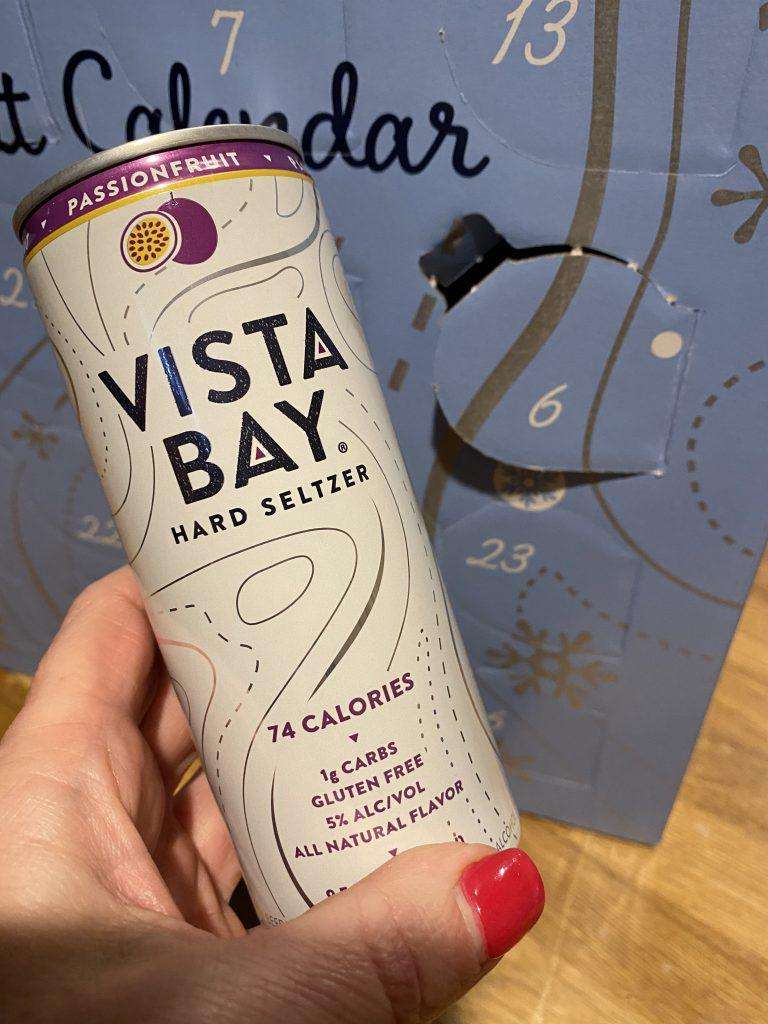 7
13
Calendar
PASSIONFRUIT
VISTA
BAY®
HARD SELTZER
74 CALORIES
1g CARBS
GLUTEN FREE
5% ALC/VOL
ALL NATURAL FLAVOR
6
23
22